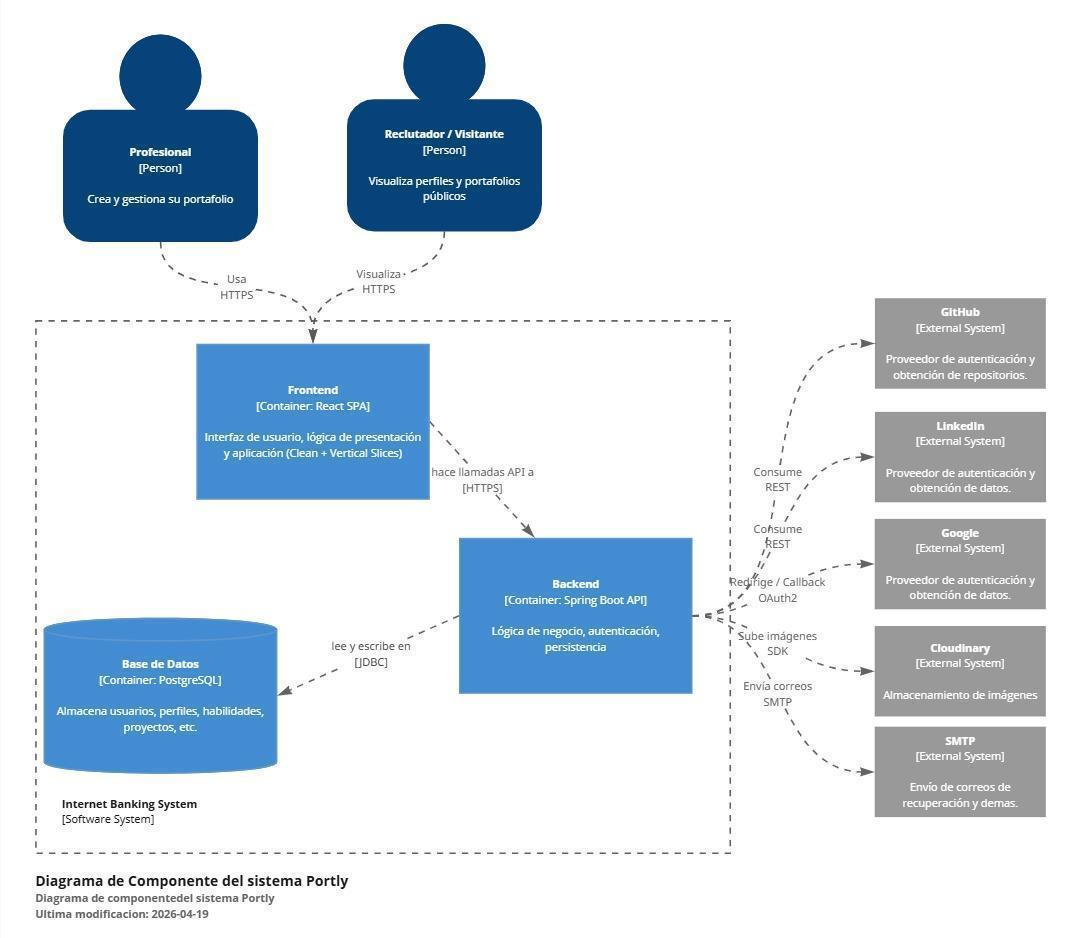 Profesional
[Person]
Crea y gestiona su portafolio
Reclutador / Visitante
[Person]
Visualiza perfiles y portafolios
públicos
Usa
HTTPS
Visualiza
HTTPS
Frontend
[Container: React SPA]
Interfaz de usuario, lógica de presentación
y aplicación (Clean + Vertical Slices)
hace llamadas API a
[HTTPS]
Backend
[Container: Spring Boot API]
Lógica de negocio, autenticación,
persistencia
lee y escribe en
[JDBC]
Base de Datos
[Container: PostgreSQL]
Almacena usuarios, perfiles, habilidades,
proyectos, etc.
Internet Banking System
[Software System]
Consume
REST
Consume
REST
Redirige / Callback
OAuth2
Sube imágenes
SDK
Envía correos
SMTP
GitHub
[External System]
Proveedor de autenticación y
obtención de repositorios.
LinkedIn
[External System]
Proveedor de autenticación y
obtención de datos.
Google
[External System]
Proveedor de autenticación y
obtención de datos.
Cloudinary
[External System]
Almacenamiento de imágenes
SMTP
[External System]
Envío de correos de
recuperación y demas.
Diagrama de Componente del sistema Portly
Diagrama de componentedel sistema Portly
Ultima modificacion: 2026-04-19